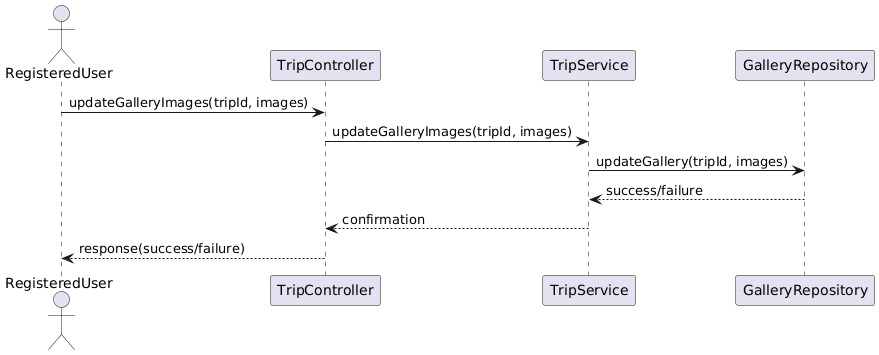 RegisteredUser
TripController
TripService
GalleryRepository
updateGalleryImages(tripId, images)
updateGalleryImages(tripId, images)
updateGallery(tripId, images)
success/failure
confirmation
response(success/failure)
RegisteredUser
TripController
TripService
GalleryRepository